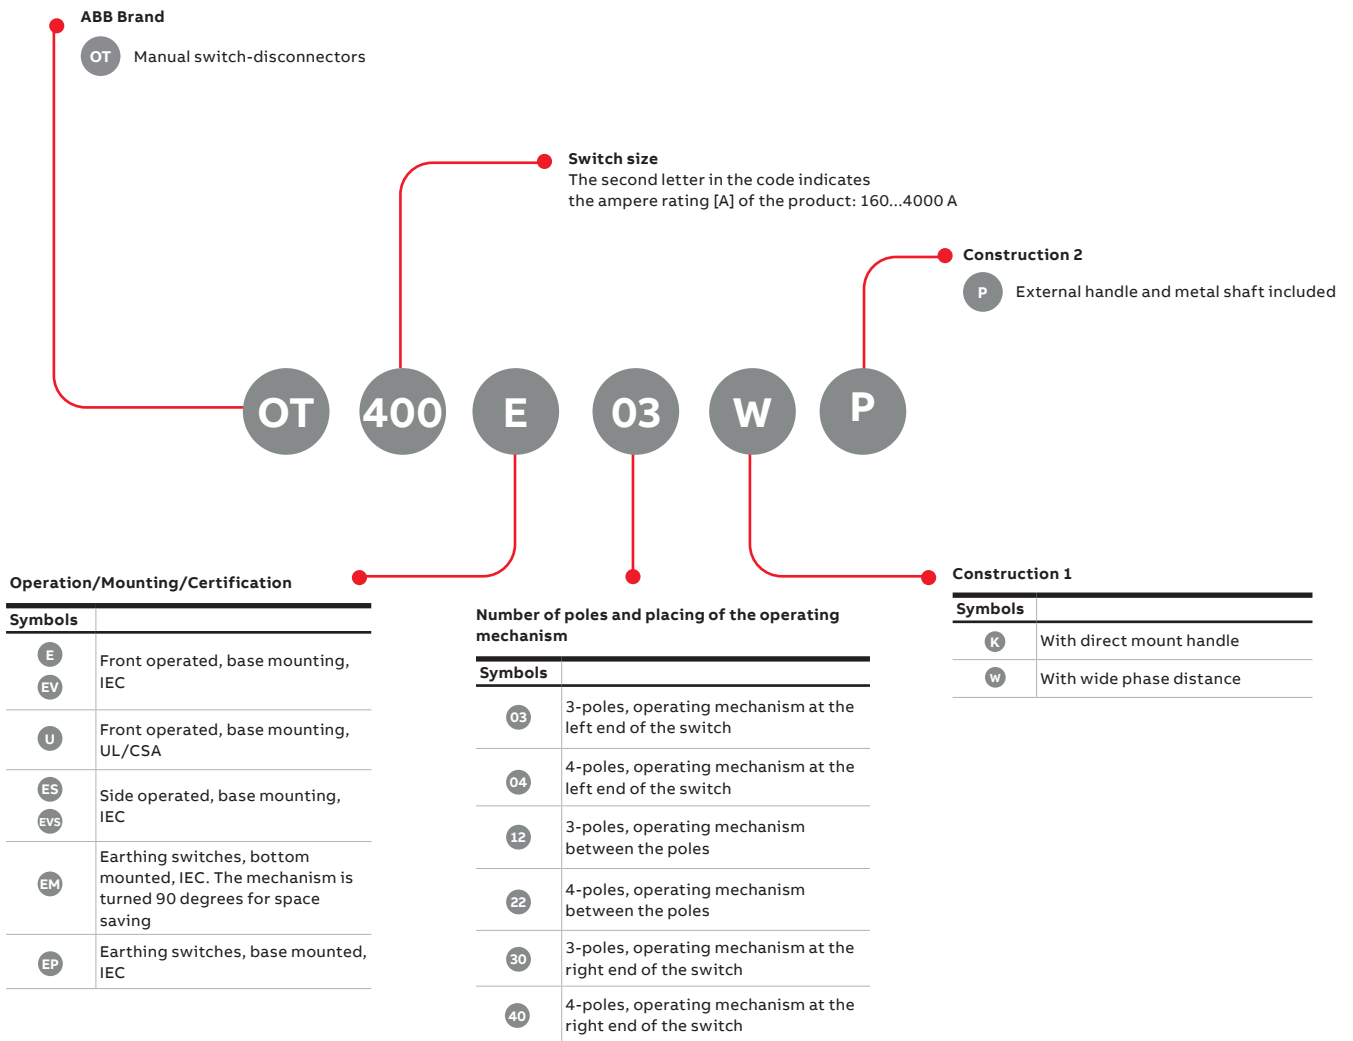 ABB Brand
OT Manual switch-disconnectors
Switch size
The second letter in the code indicates
the ampere rating [A] of the product: 160...4000 A
Construction 2
P External handle and metal shaft included
OT 400 E 03 W P
Operation/Mounting/Certification
Symbols
E
EV
Front operated, base mounting,
IEC
U
Front operated, base mounting,
UL/CSA
ES
EVS
Side operated, base mounting,
IEC
EM
Earthing switches, bottom
mounted, IEC. The mechanism is
turned 90 degrees for space
saving
EP
Earthing switches, base mounted,
IEC
Number of poles and placing of the operating
mechanism
Symbols
03
3-poles, operating mechanism at the
left end of the switch
04
4-poles, operating mechanism at the
left end of the switch
12
3-poles, operating mechanism
between the poles
22
4-poles, operating mechanism
between the poles
30
3-poles, operating mechanism at the
right end of the switch
40
4-poles, operating mechanism at the
right end of the switch
Construction 1
Symbols
K With direct mount handle
W With wide phase distance